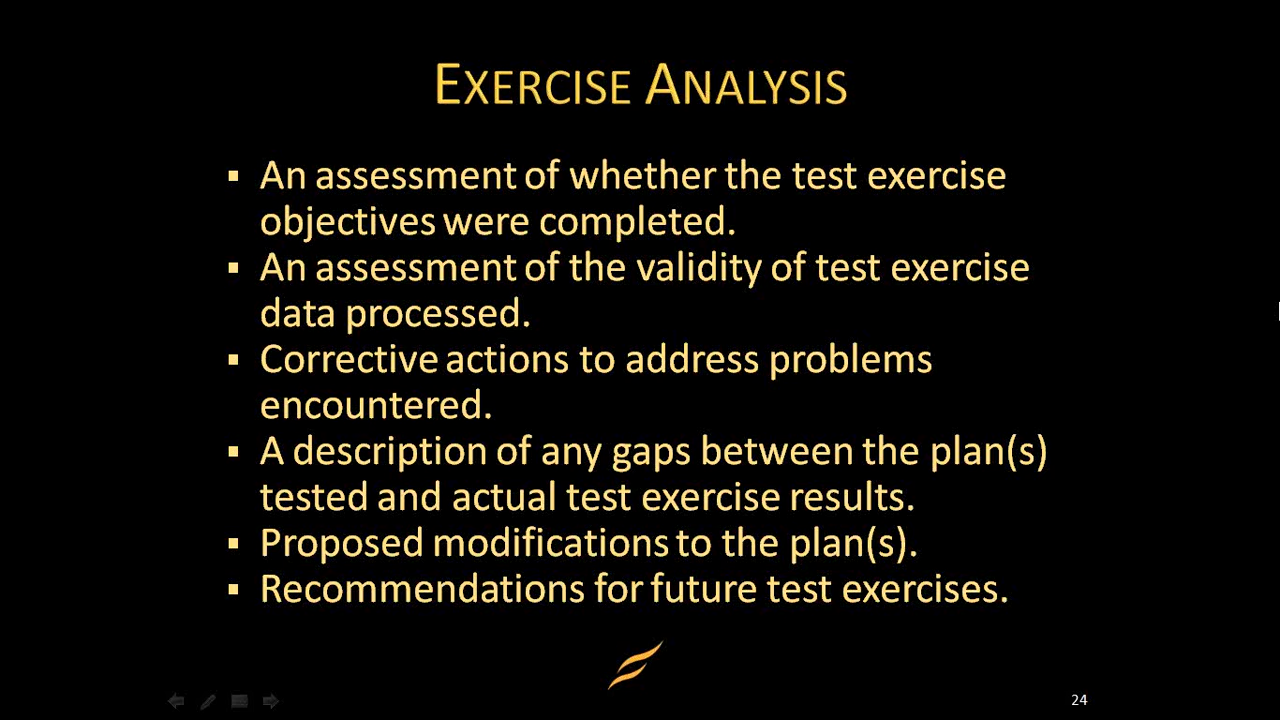 EXERCISE ANALYSIS
▪ An assessment of whether the test exercise
objectives were completed.
▪ An assessment of the validity of test exercise
data processed.
▪ Corrective actions to address problems
encountered.
▪ A description of any gaps between the plan(s)
tested and actual test exercise results.
▪ Proposed modifications to the plan(s).
▪ Recommendations for future test exercises.
24